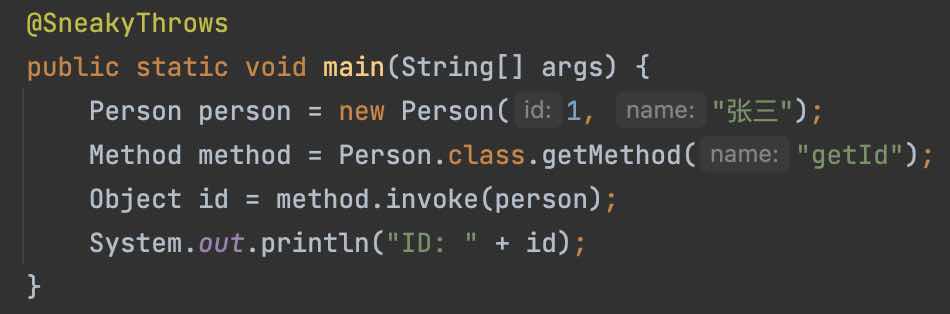 @SneakyThrows
public static void main(String[] args) {
Person person = new Person( id: 1, name: "张三");
Method method = Person.class.getMethod( name: "getId");
Object id = method.invoke(person);
System.out.println("ID: " + id);
}